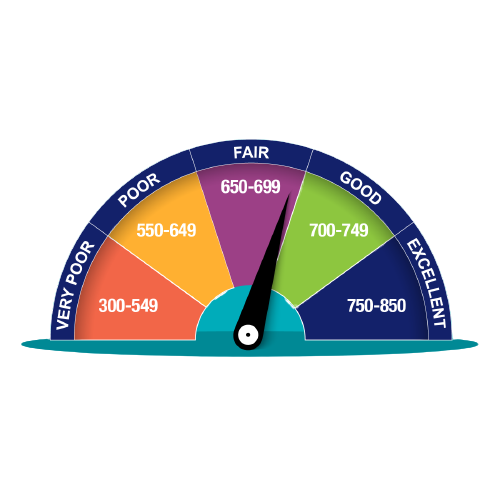 VERY POOR
300-549
POOR
550-649
FAIR
650-699
GOOD
700-749
EXCELLENT
750-850